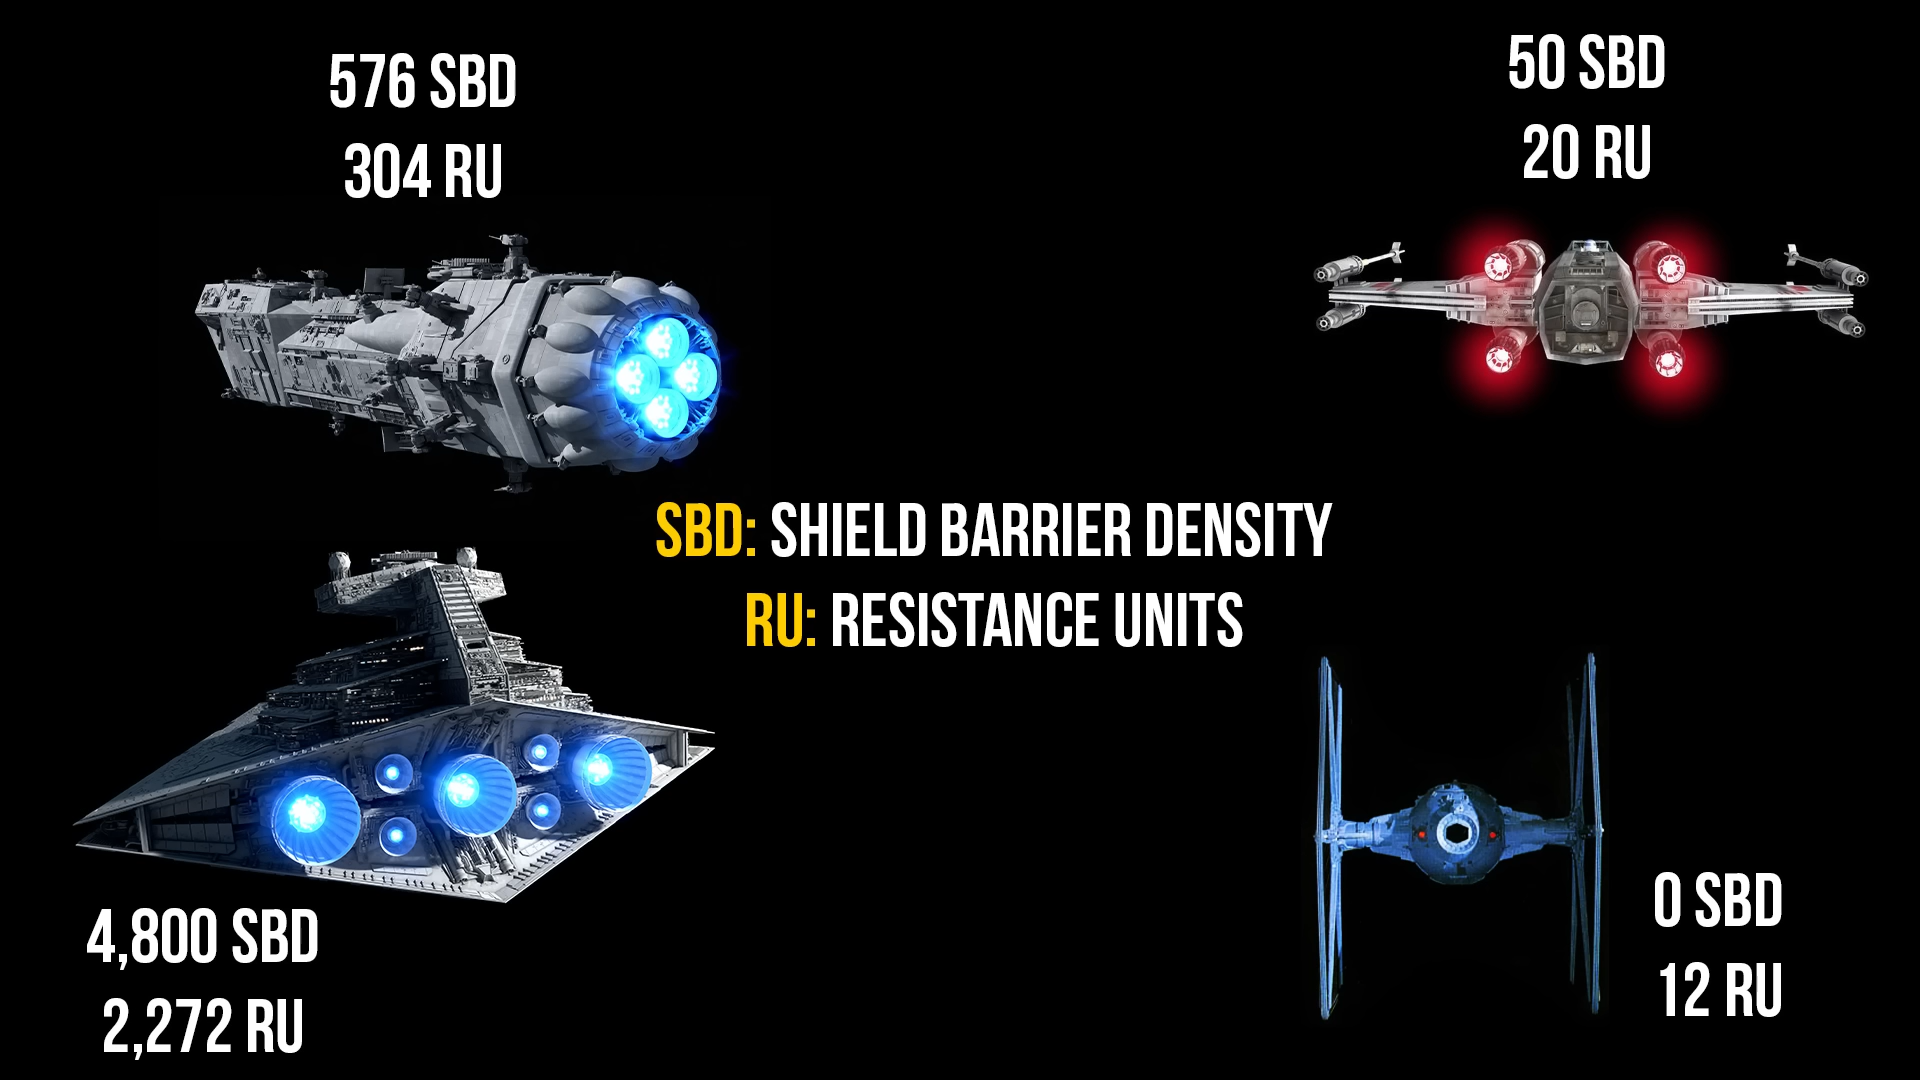 576 SBD
304 RU
50 SBD
20 RU
SBD: SHIELD BARRIER DENSITY
RU: RESISTANCE UNITS
4,800 SBD
2,272 RU
0 SBD
12 RU